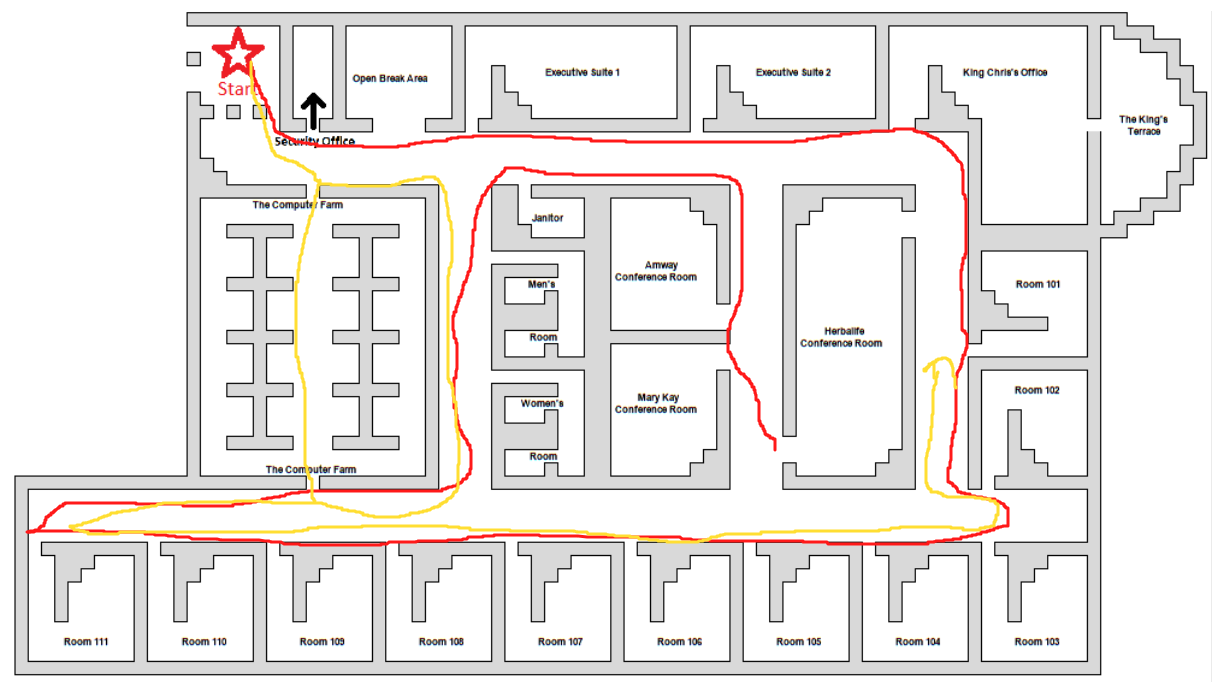 Open Break Area
Executive Suite 1
Executive Suite 2
King Chris's Office
Start
The King's
Terrace
Security Office
The Computer Farm
Janitor
Amway
Conference Room
Men's
Room 101
Herbalife
Conference Room
Room
Room 102
Mary Kay
Conference Room
Women's
Room
The Computer Farm
Room 111
Room 110
Room 109
Room 108
Room 107
Room 106
Room 105
Room 104
Room 103